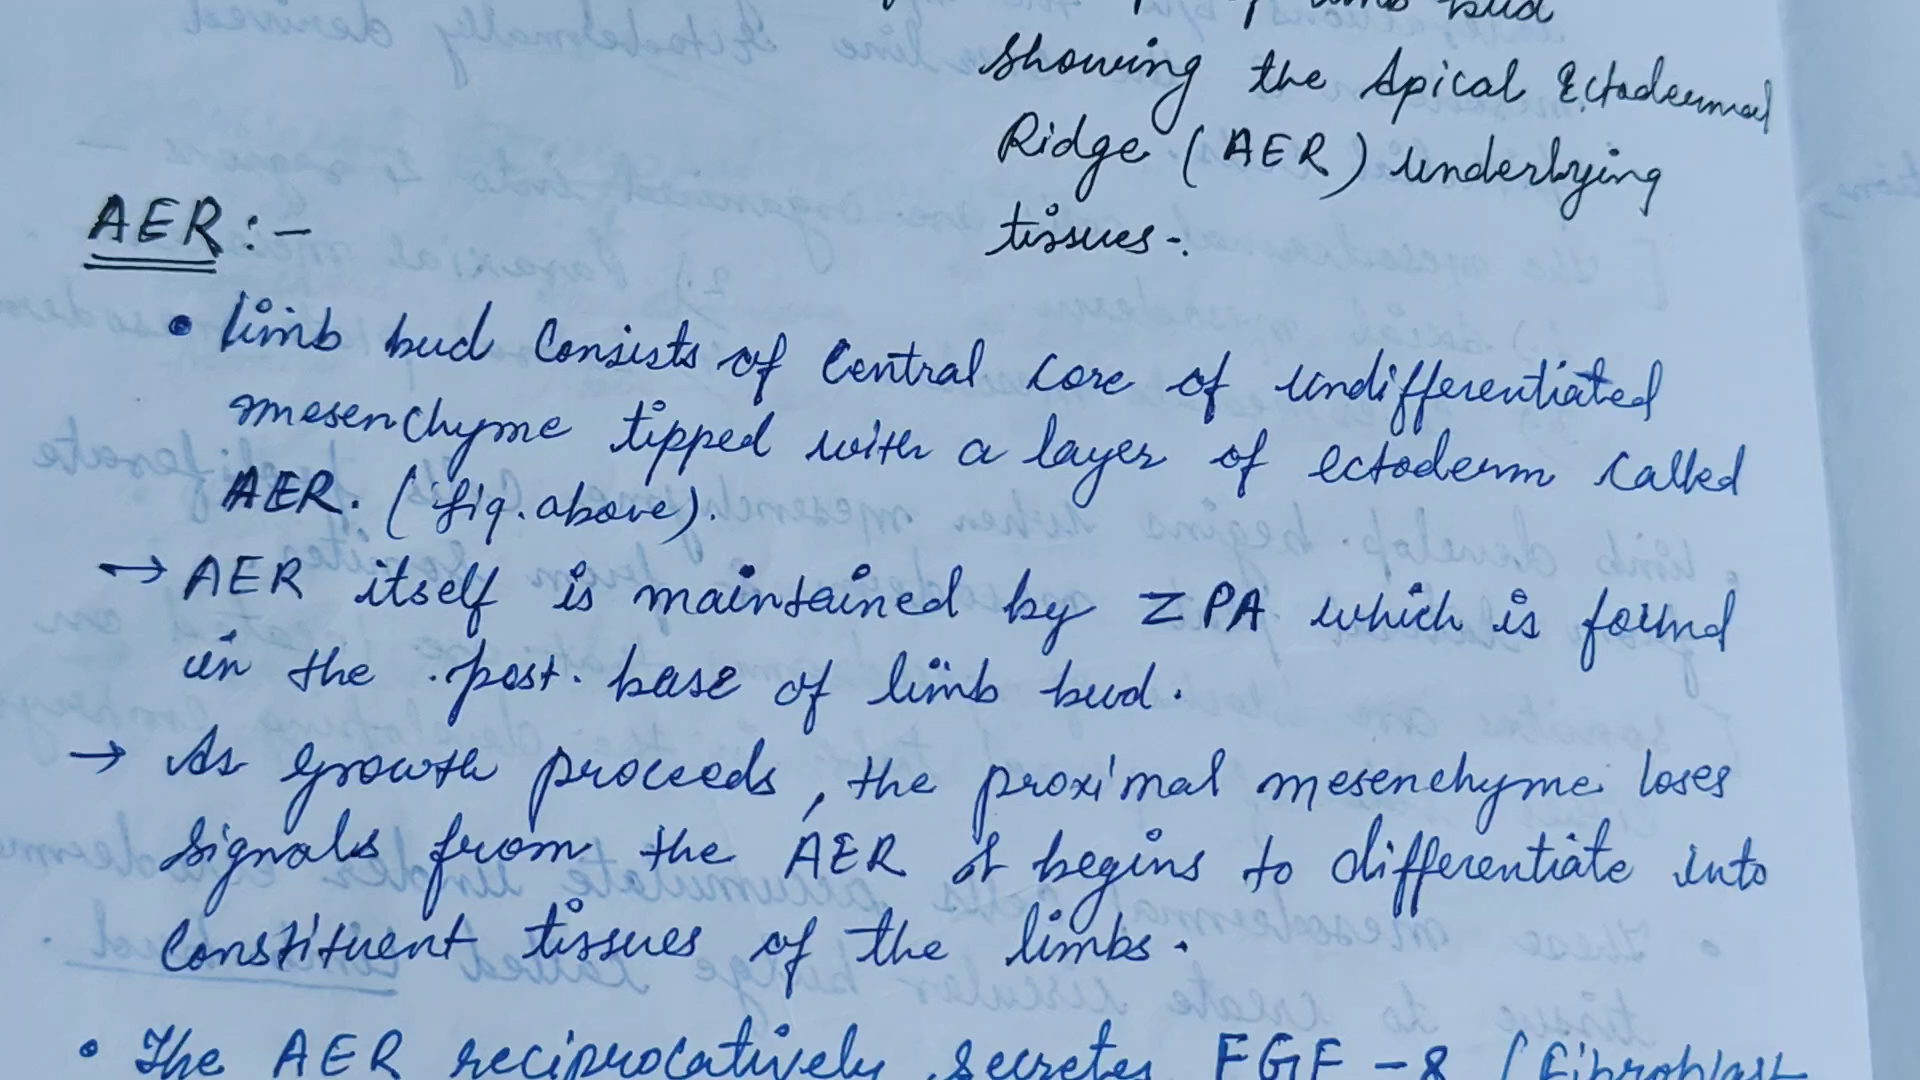 limb bud
showing the Apical Ectodermal
Ridge (AER) underlying
tissues-.
AER:-
• limb bud Consists of Central core of undifferentiated
mesenchyme tipped with a layer of ectoderm called
AER. (fig. above).
→ AER itself is maintained by ZPA which is found
in the post. base of limb bud.
→ As growth proceeds, the proximal mesenchyme loses
signals from the AER & begins to differentiate into
Constituent tissues of the limbs.
• The AER reciprocatively secretes FGF-8 (Fibroblast